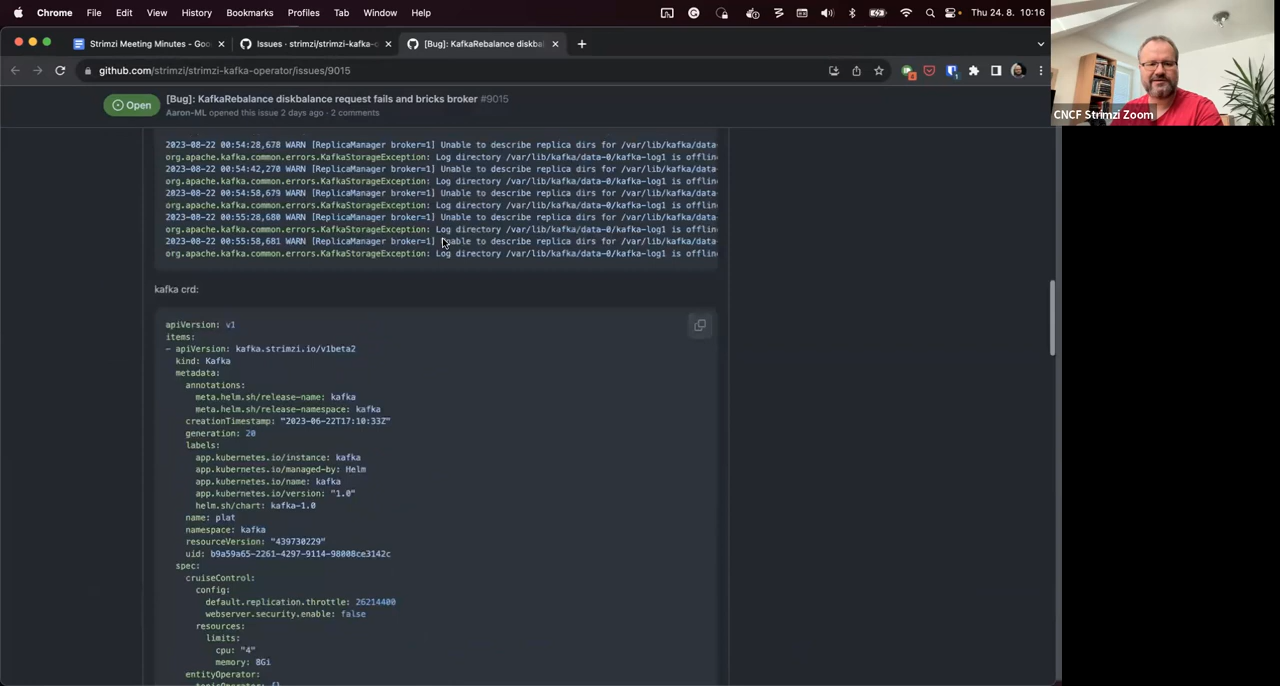 Chrome File Edit View History Bookmarks Profiles Tab Window Help Thu 24. 8. 10:16
Strimzi Meeting Minutes - Goo Issues · strimzi/strimzi-kafka-o [Bug]: KafkaRebalance diskba
github.com/strimzi/strimzi-kafka-operator/issues/9015
CNCF Strimzi Zoom
Open [Bug]: KafkaRebalance diskbalance request fails and bricks broker #9015
Aaron-ML opened this issue 2 days ago · 2 comments
2023-08-22 00:54:28,678 WARN [ReplicaManager broker=1] Unable to describe replica dirs for /var/lib/kafka/data-
org.apache.kafka.common.errors.KafkaStorageException: Log directory /var/lib/kafka/data-0/kafka-log1 is offlin
2023-08-22 00:54:42,270 WARN [ReplicaManager broker=1] Unable to describe replica dirs for /var/lib/kafka/data-
org.apache.kafka.common.errors.KafkaStorageException: Log directory /var/lib/kafka/data-0/kafka-log1 is offlin
2023-08-22 00:54:58,679 WARN [ReplicaManager broker=1] Unable to describe replica dirs for /var/lib/kafka/data-
org.apache.kafka.common.errors.KafkaStorageException: Log directory /var/lib/kafka/data-0/kafka-log1 is offlin
2023-08-22 00:55:28,680 WARN [ReplicaManager broker=1] Unable to describe replica dirs for /var/lib/kafka/data-
org.apache.kafka.common.errors.KafkaStorageException: Log directory /var/lib/kafka/data-0/kafka-log1 is offlin
2023-08-22 00:55:58,681 WARN [ReplicaManager broker=1] Unable to describe replica dirs for /var/lib/kafka/data-
org.apache.kafka.common.errors.KafkaStorageException: Log directory /var/lib/kafka/data-0/kafka-log1 is offlin
kafka crd:
apiVersion: v1
items:
- apiVersion: kafka.strimzi.io/v1beta2
kind: Kafka
metadata:
annotations:
meta.helm.sh/release-name: kafka
meta.helm.sh/release-namespace: kafka
creationTimestamp: "2023-06-22T17:10:33Z"
generation: 20
labels:
app.kubernetes.io/instance: kafka
app.kubernetes.io/managed-by: Helm
app.kubernetes.io/name: kafka
app.kubernetes.io/version: "1.0"
helm.sh/chart: kafka-1.0
name: plat
namespace: kafka
resourceVersion: "439730229"
uid: b9a59a65-2261-4297-9114-98008ce3142c
spec:
cruiseControl:
config:
default.replication.throttle: 26214400
webserver.security.enable: false
resources:
limits:
cpu: "4"
memory: 8Gi
entityOperator: